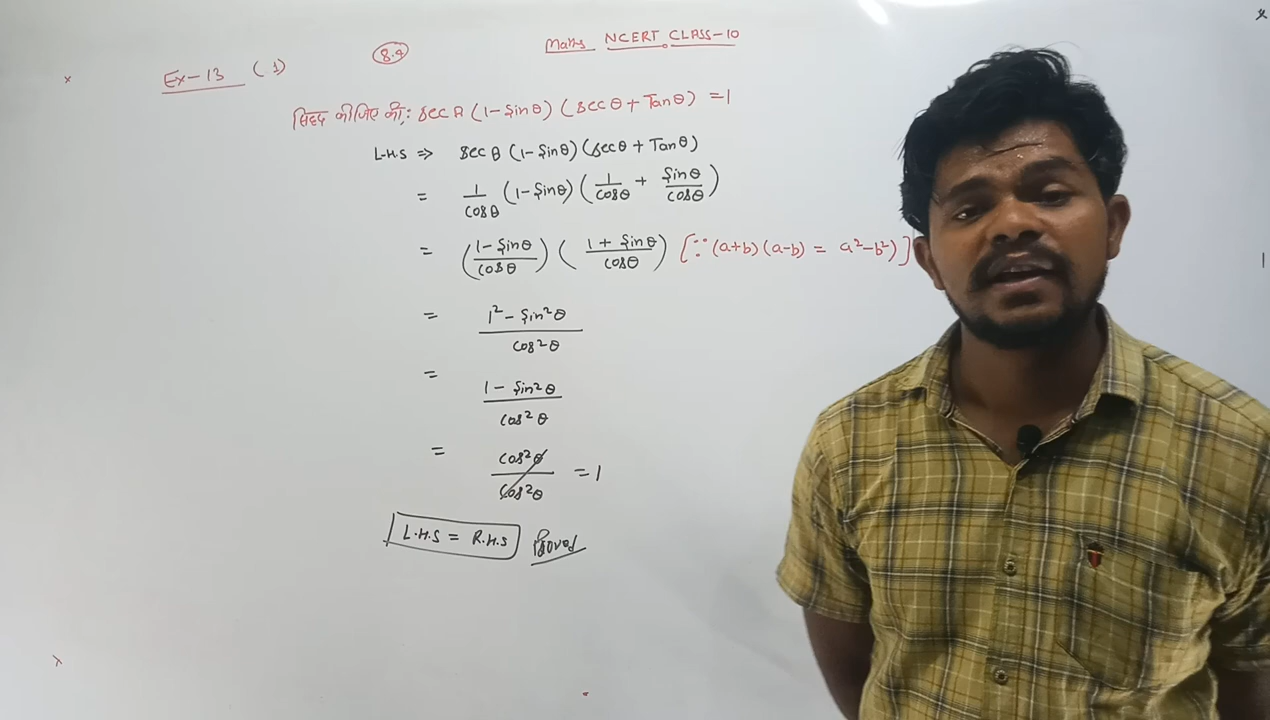 8.4
Maths NCERT CLASS-10
Ex-13 (1)
सिद्ध कीजिए की: sec A (1-Sinθ) (secθ + Tanθ) = 1
L.H.S ⇒ sec θ (1-Sinθ) (secθ + Tanθ)
= 1/cosθ (1-Sinθ) (1/cosθ + Sinθ/cosθ)
= ((1-Sinθ)/cosθ) ((1+Sinθ)/cosθ) [∵ (a+b) (a-b) = a²-b²)]
= (1² - Sin²θ)/cos²θ
= (1 - Sin²θ)/cos²θ
= cos²θ/cos²θ = 1
L.H.S = R.H.S Proved